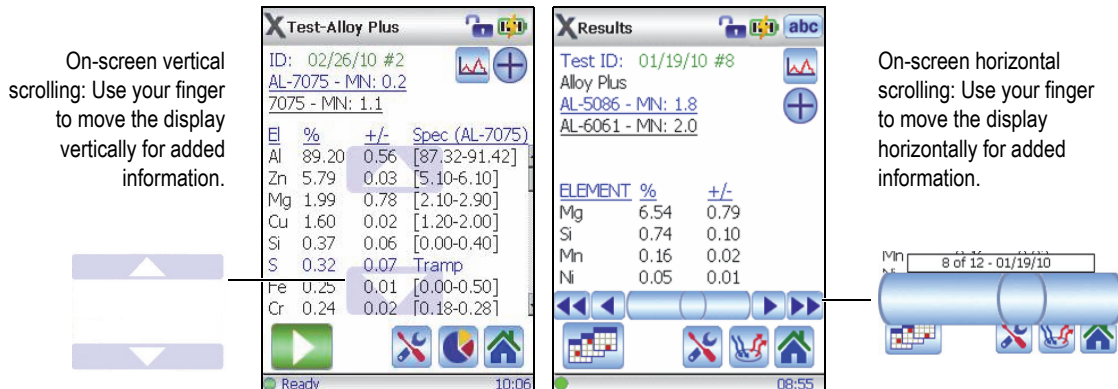 On-screen vertical
scrolling: Use your finger
to move the display
vertically for added
information.
Test-Alloy Plus
ID: 02/26/10 #2
AL-7075 - MN: 0.2
7075 - MN: 1.1
El % +/- Spec (AL-7075)
Al 89.20 0.56 [87.32-91.42]
Zn 5.79 0.03 [5.10-6.10]
Mg 1.99 0.78 [2.10-2.90]
Cu 1.60 0.02 [1.20-2.00]
Si 0.37 0.06 [0.00-0.40]
S 0.32 0.07 Tramp
Fe 0.25 0.01 [0.00-0.50]
Cr 0.24 0.02 [0.18-0.28]
Ready 10:06
Results abc
Test ID: 01/19/10 #8
Alloy Plus
AL-5086 - MN: 1.8
AL-6061 - MN: 2.0
ELEMENT % +/-
Mg 6.54 0.79
Si 0.74 0.10
Mn 0.16 0.02
Ni 0.05 0.01
08:55
On-screen horizontal
scrolling: Use your finger
to move the display
horizontally for added
information.
Mn
8 of 12 - 01/19/10